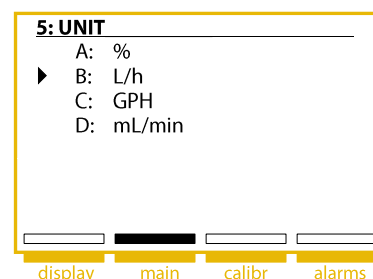 5: UNIT
A: %
B: L/h
C: GPH
D: mL/min
display main calibr alarms